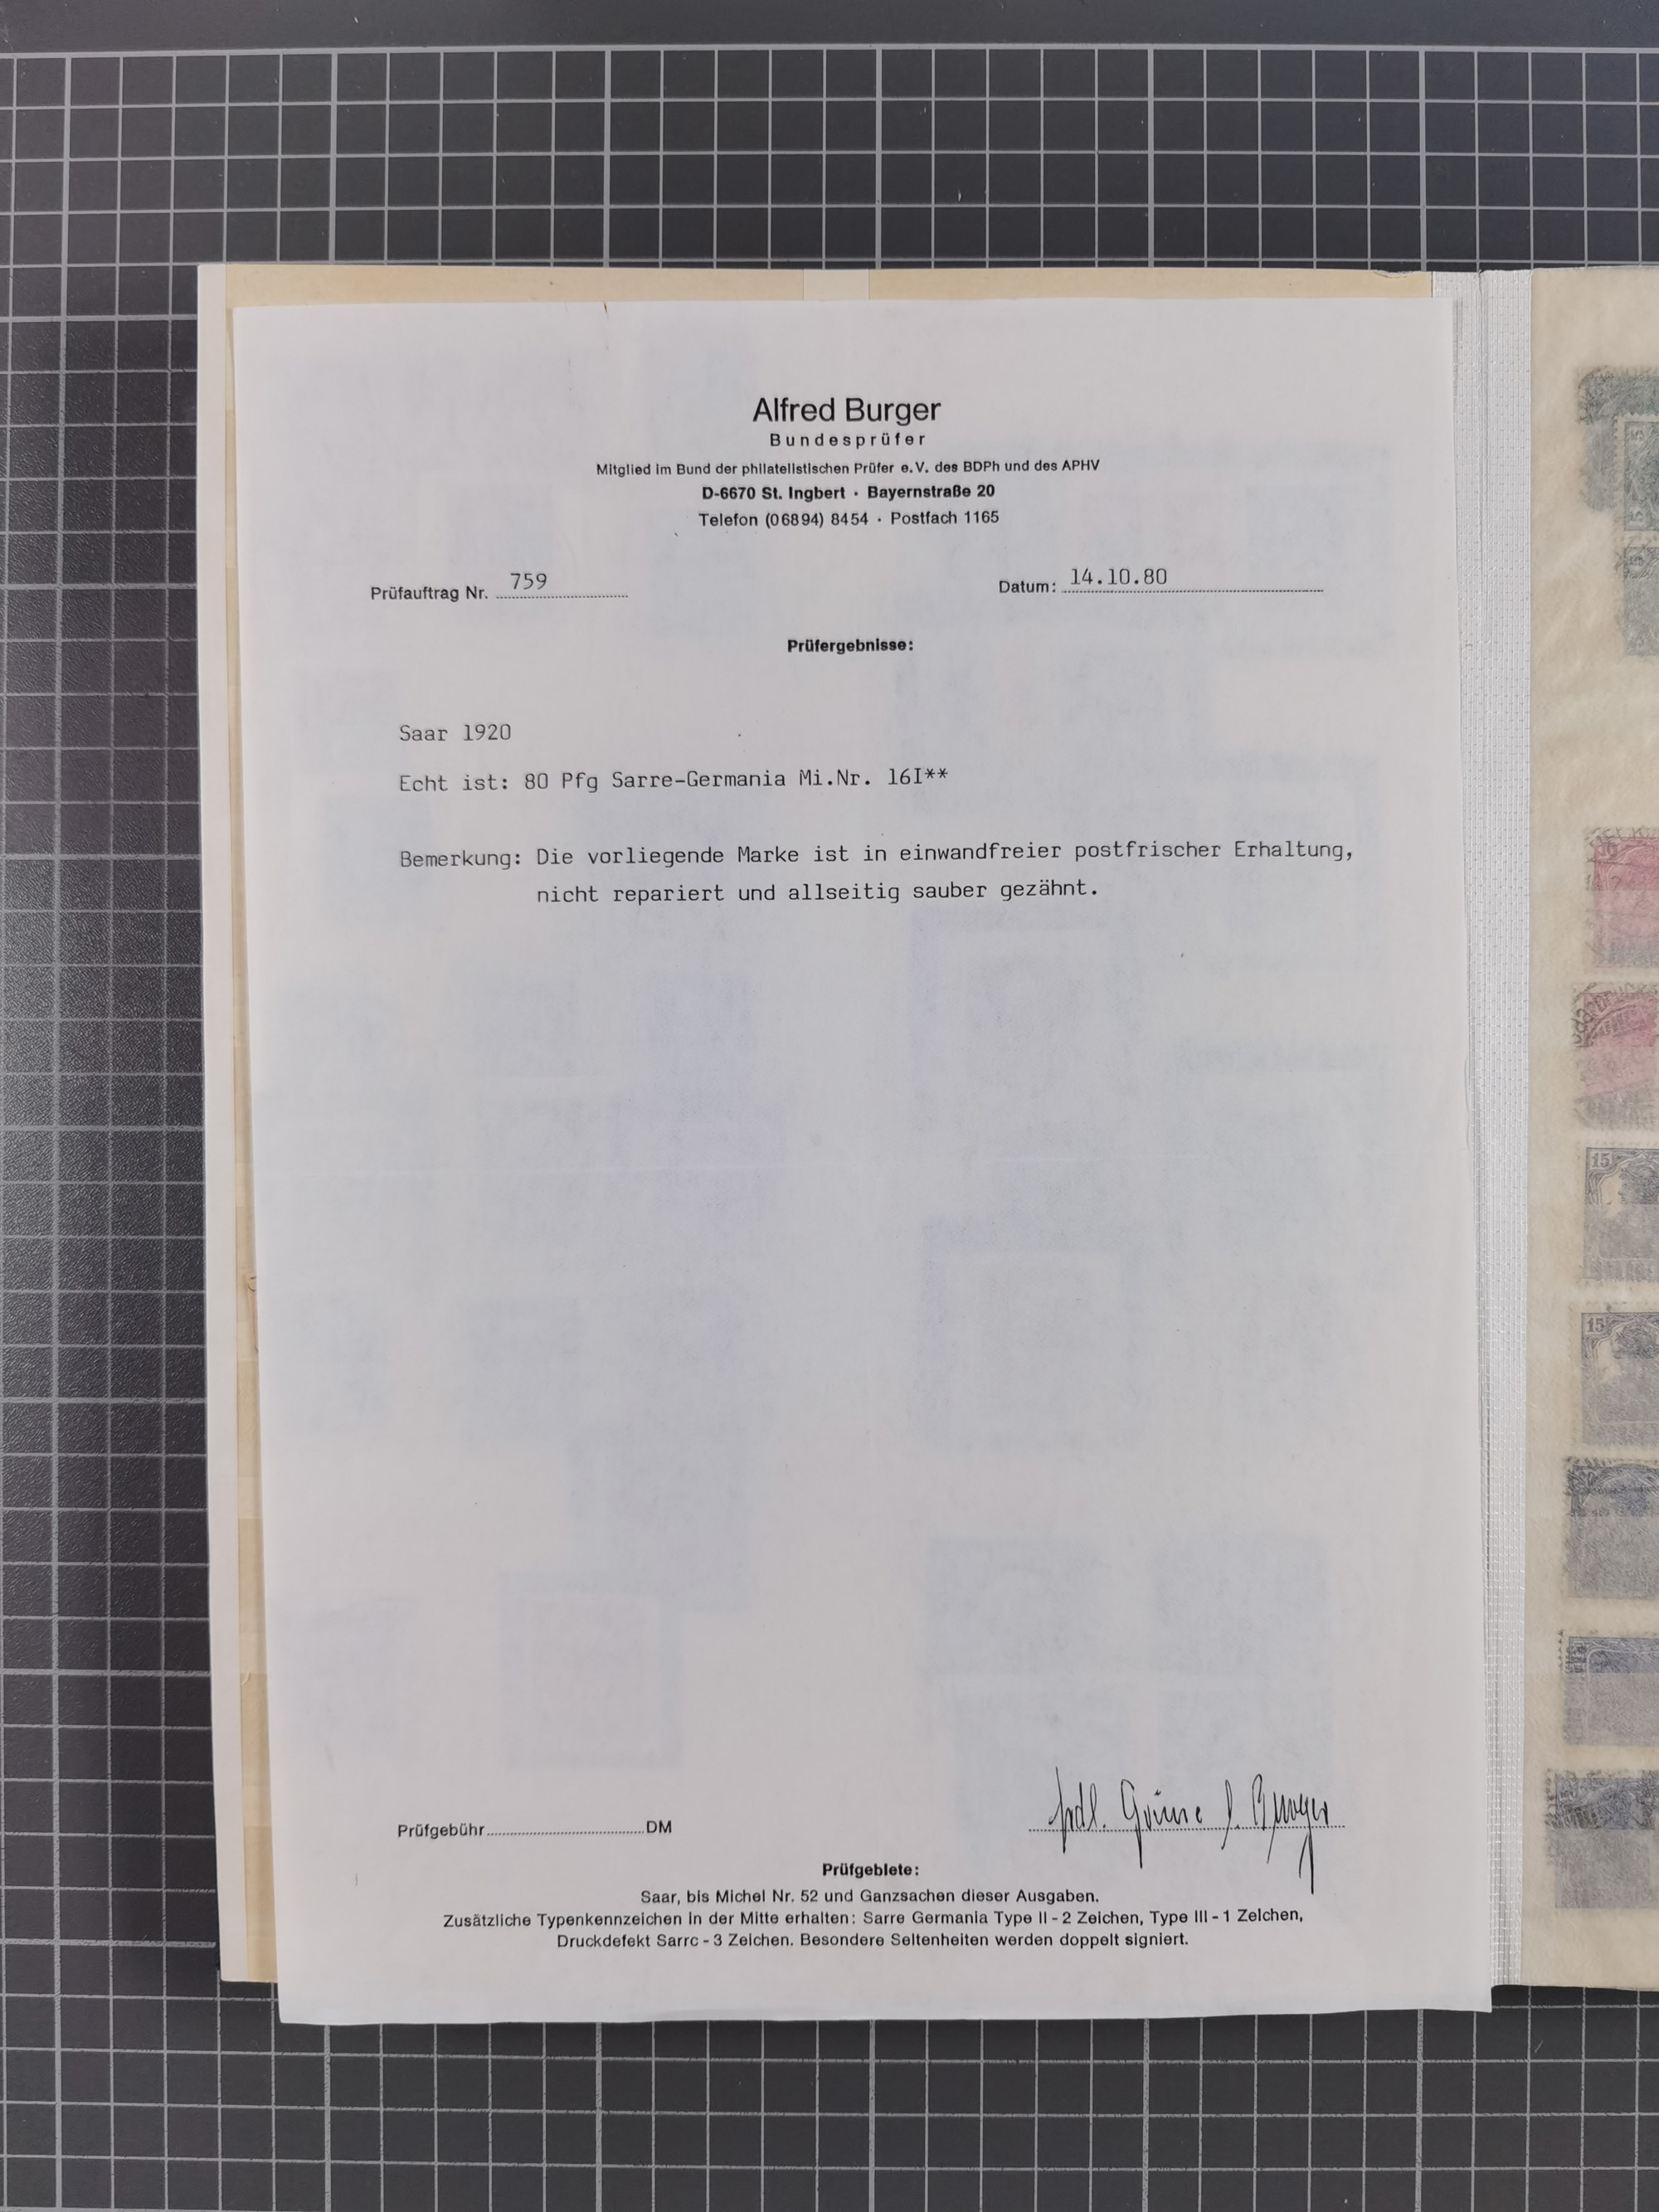 Alfred Burger
Bundesprüfer
Mitglied im Bund der philatelistischen Prüfer e.V. des BDPh und des APHV
D-6670 St. Ingbert · Bayernstraße 20
Telefon (06894) 8454 · Postfach 1165
Prüfauftrag Nr. 759 Datum: 14.10.80
Prüfergebnisse:
Saar 1920
Echt ist: 80 Pfg Sarre-Germania Mi.Nr. 16I**
Bemerkung: Die vorliegende Marke ist in einwandfreier postfrischer Erhaltung,
nicht repariert und allseitig sauber gezähnt.
Prüfgebühr DM
frdl. Grüsse A. Burger
Prüfgebiete:
Saar, bis Michel Nr. 52 und Ganzsachen dieser Ausgaben.
Zusätzliche Typenkennzeichen in der Mitte erhalten: Sarre Germania Type II - 2 Zeichen, Type III - 1 Zeichen,
Druckdefekt Sarrc - 3 Zeichen. Besondere Seltenheiten werden doppelt signiert.
15
15